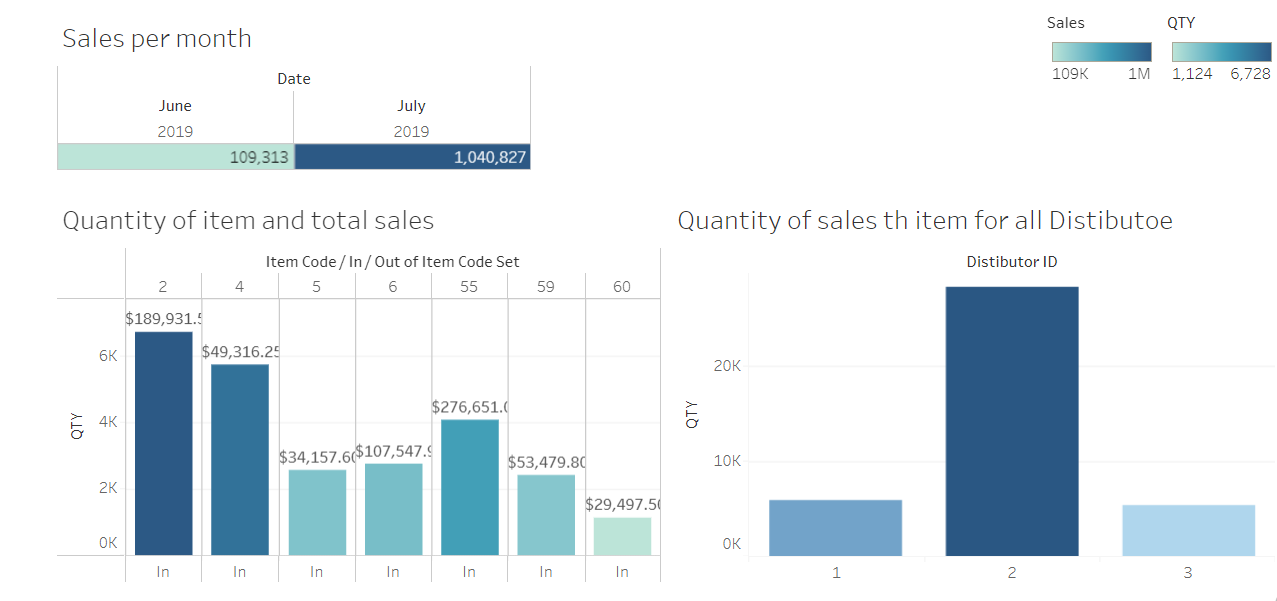 Sales per month
Date
June July
2019 2019
109,313 1,040,827
Sales QTY
109K 1M 1,124 6,728
Quantity of item and total sales
Item Code / In / Out of Item Code Set
2 4 5 6 55 59 60
$189,931.5 $49,316.25 $34,157.60 $107,547.9 $276,651.0 $53,479.80 $29,497.50
6K
4K
2K
0K
QTY
In In In In In In In
Quantity of sales th item for all Distibutoe
Distibutor ID
20K
10K
0K
QTY
1 2 3